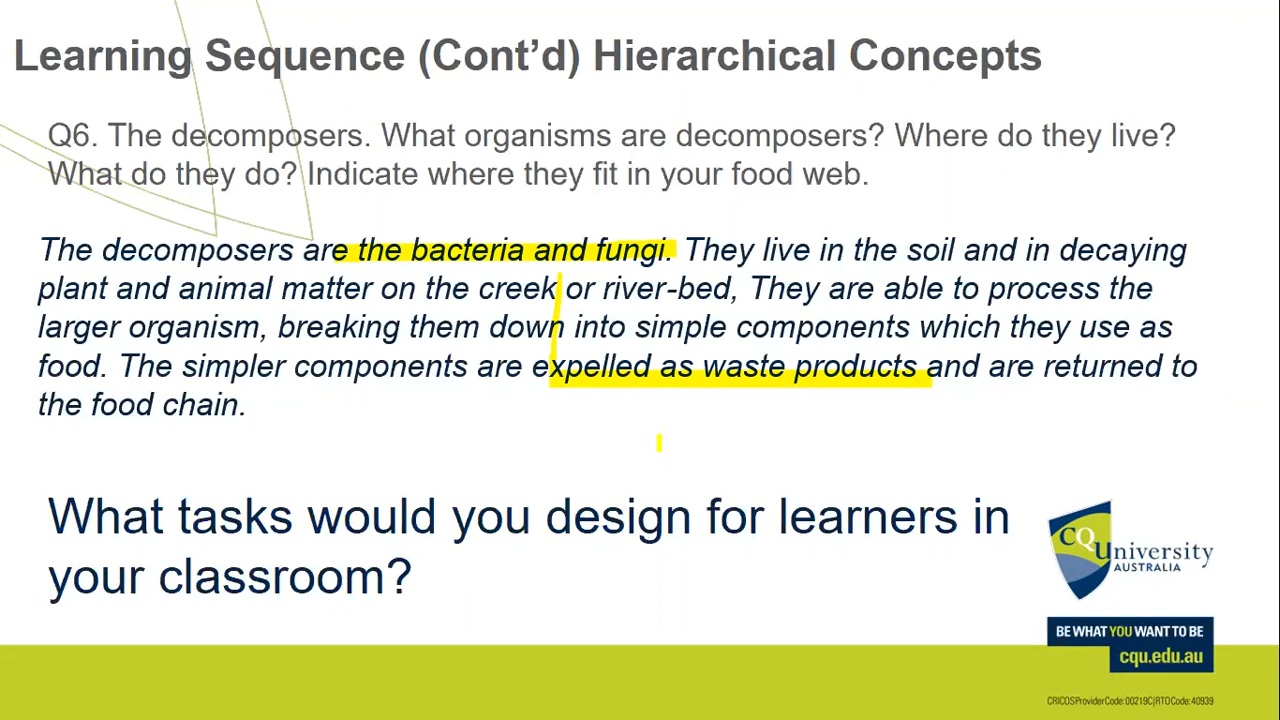 Learning Sequence (Cont’d) Hierarchical Concepts
Q6. The decomposers. What organisms are decomposers? Where do they live?
What do they do? Indicate where they fit in your food web.
The decomposers are the bacteria and fungi. They live in the soil and in decaying
plant and animal matter on the creek or river-bed, They are able to process the
larger organism, breaking them down into simple components which they use as
food. The simpler components are expelled as waste products and are returned to
the food chain.
What tasks would you design for learners in
your classroom?
CQUniversity
AUSTRALIA
BE WHAT YOU WANT TO BE
cqu.edu.au
CRICOSProviderCode:00219C|RTOCode:40939